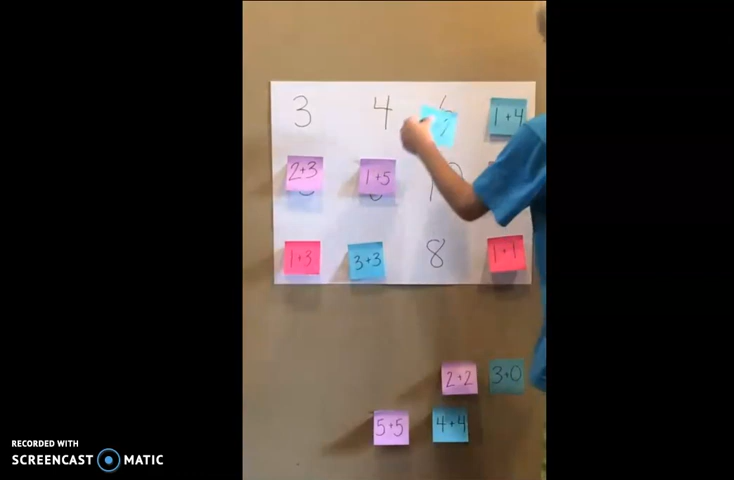 3 4 1+4
2+3 1+5
1+3 3+3 8 1+1
2+2 3+0
5+5 4+4
RECORDED WITH
SCREENCAST MATIC